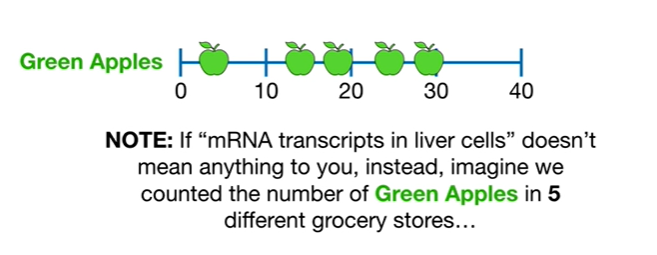 Green Apples
0 10 20 30 40
NOTE: If “mRNA transcripts in liver cells” doesn’t
mean anything to you, instead, imagine we
counted the number of Green Apples in 5
different grocery stores…